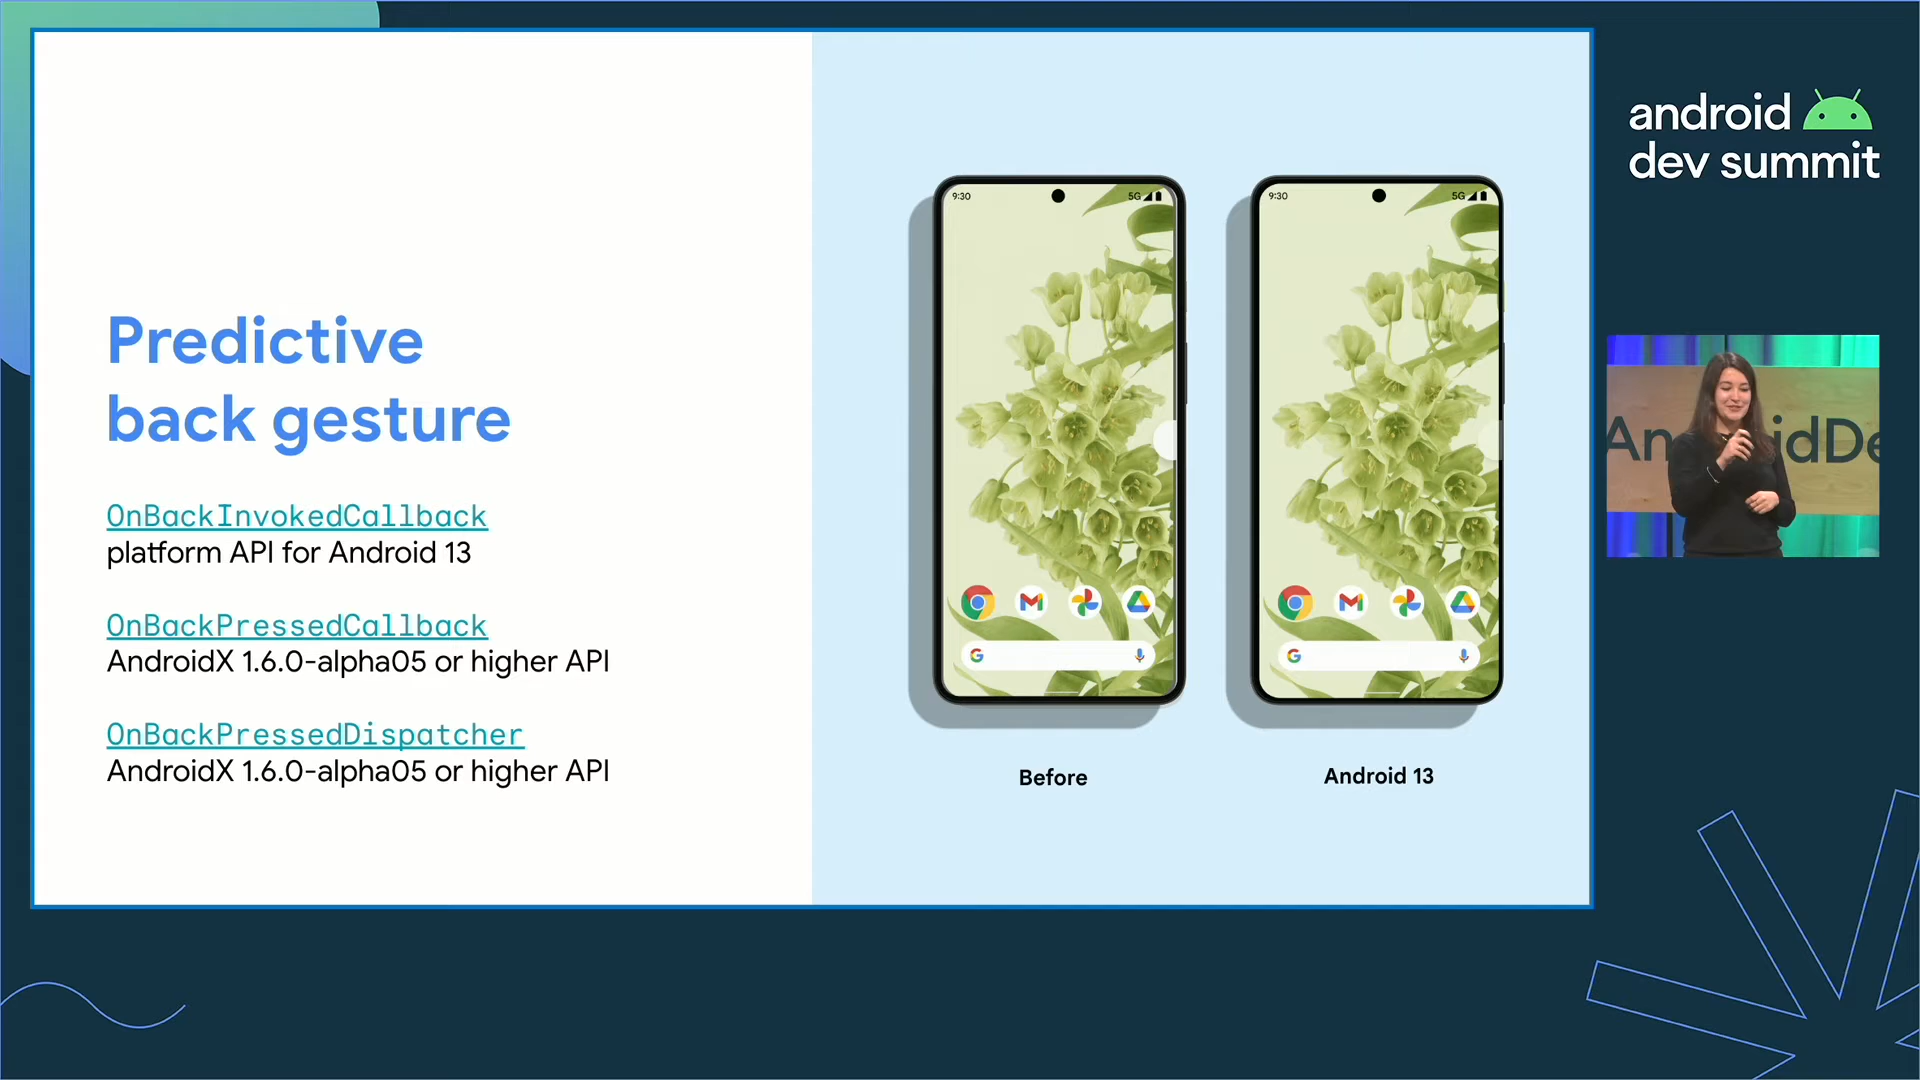 Predictive
back gesture
OnBackInvokedCallback
platform API for Android 13
OnBackPressedCallback
AndroidX 1.6.0-alpha05 or higher API
OnBackPressedDispatcher
AndroidX 1.6.0-alpha05 or higher API
9:30
5G
G
Before
9:30
5G
G
Android 13
android
dev summit
An idDe